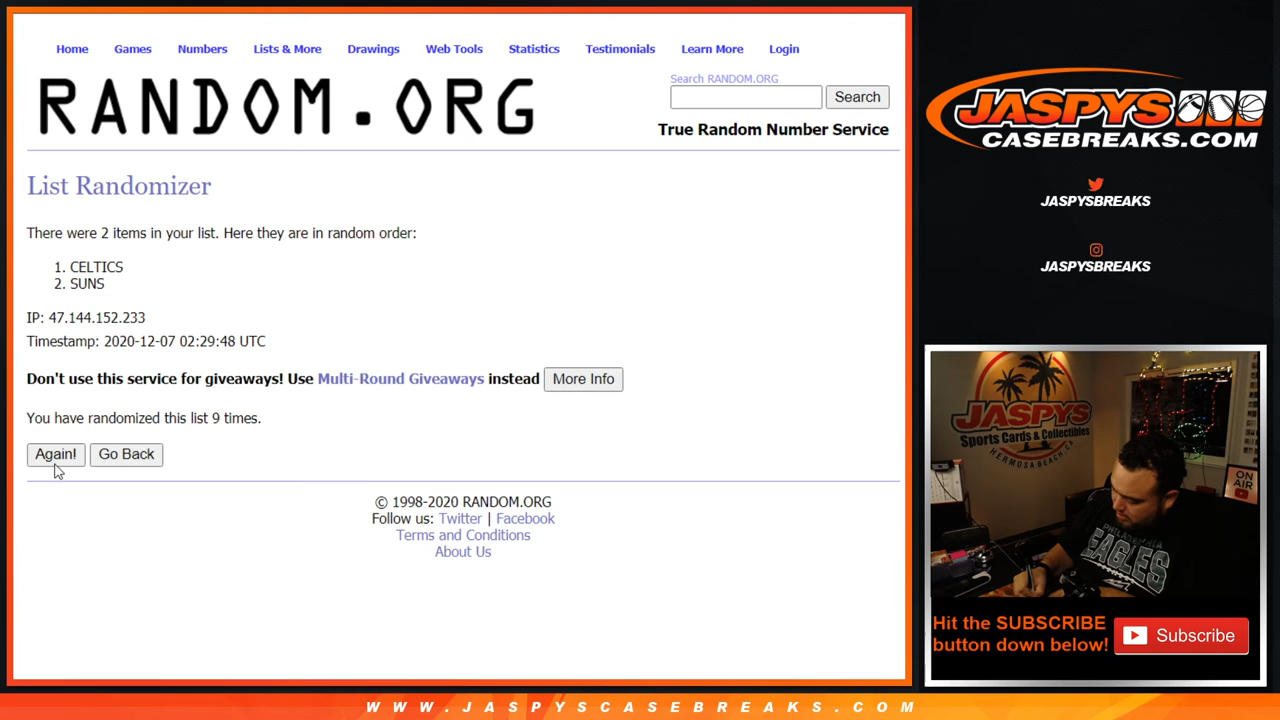 Home Games Numbers Lists & More Drawings Web Tools Statistics Testimonials Learn More Login
RANDOM.ORG
Search RANDOM.ORG
Search
True Random Number Service
List Randomizer
There were 2 items in your list. Here they are in random order:
1. CELTICS
2. SUNS
IP: 47.144.152.233
Timestamp: 2020-12-07 02:29:48 UTC
Don't use this service for giveaways! Use Multi-Round Giveaways instead More Info
You have randomized this list 9 times.
Again! Go Back
© 1998-2020 RANDOM.ORG
Follow us: Twitter | Facebook
Terms and Conditions
About Us
JASPYS
CASEBREAKS.COM
JASPYSBREAKS
JASPYSBREAKS
JASPYS
Sports Cards & Collectibles
HERMOSA BEACH, CA
ON AIR
PHILADELPHIA
EAGLES
Hit the SUBSCRIBE
button down below!
Subscribe
WWW.JASPYSCASEBREAKS.COM